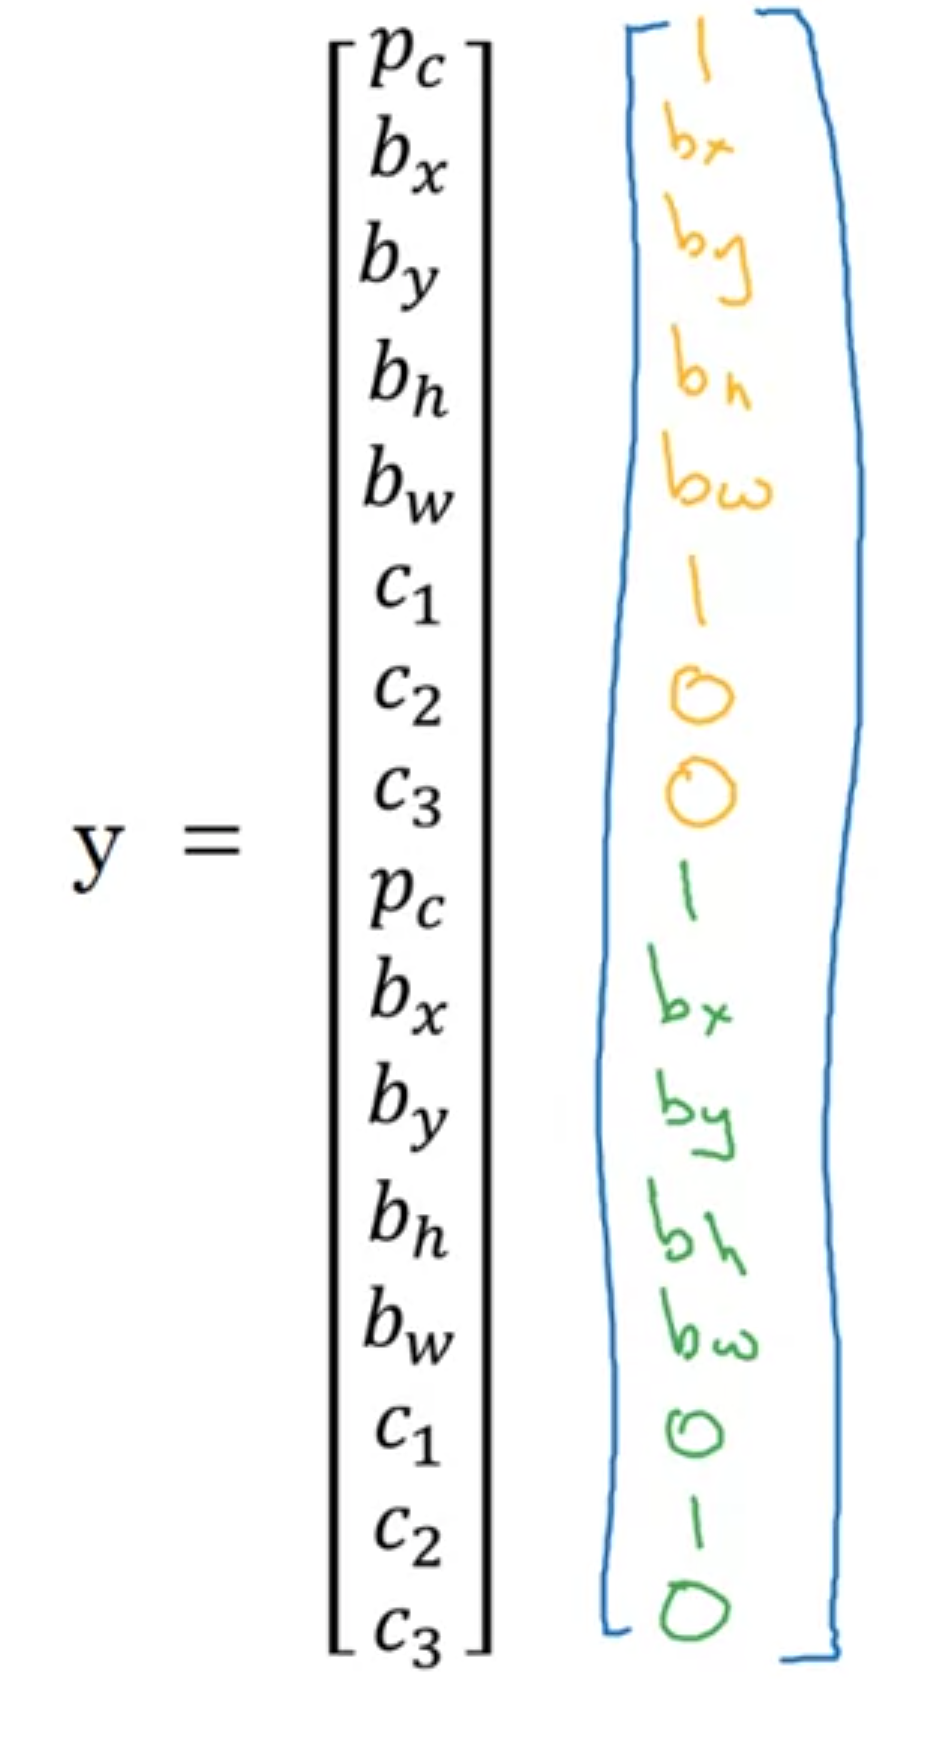 p_c 1
b_x bx
b_y by
b_h bh
b_w bw
c_1 1
c_2 0
c_3 0
y =
p_c 1
b_x bx
b_y by
b_h bh
b_w bw
c_1 0
c_2 1
c_3 0